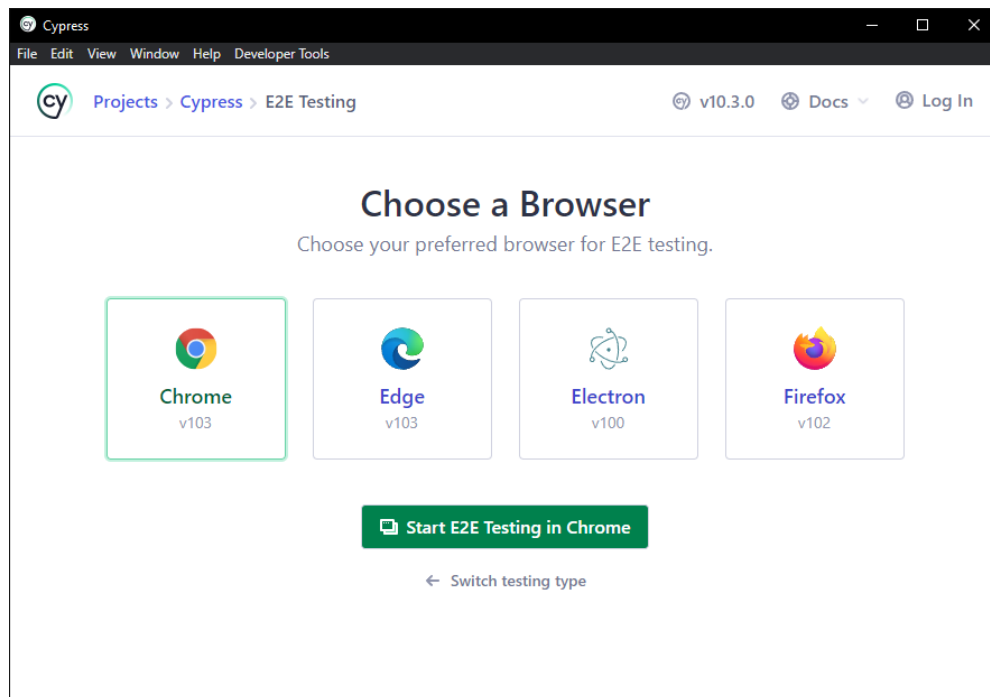 Cypress
File Edit View Window Help Developer Tools
cy Projects > Cypress > E2E Testing cy v10.3.0 Docs Log In
Choose a Browser
Choose your preferred browser for E2E testing.
Chrome Edge Electron Firefox
v103 v103 v100 v102
Start E2E Testing in Chrome
← Switch testing type